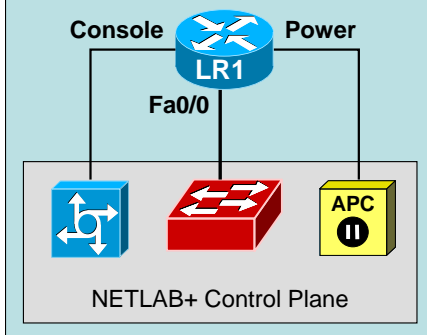 Console Power
LR1
Fa0/0
APC
NETLAB+ Control Plane